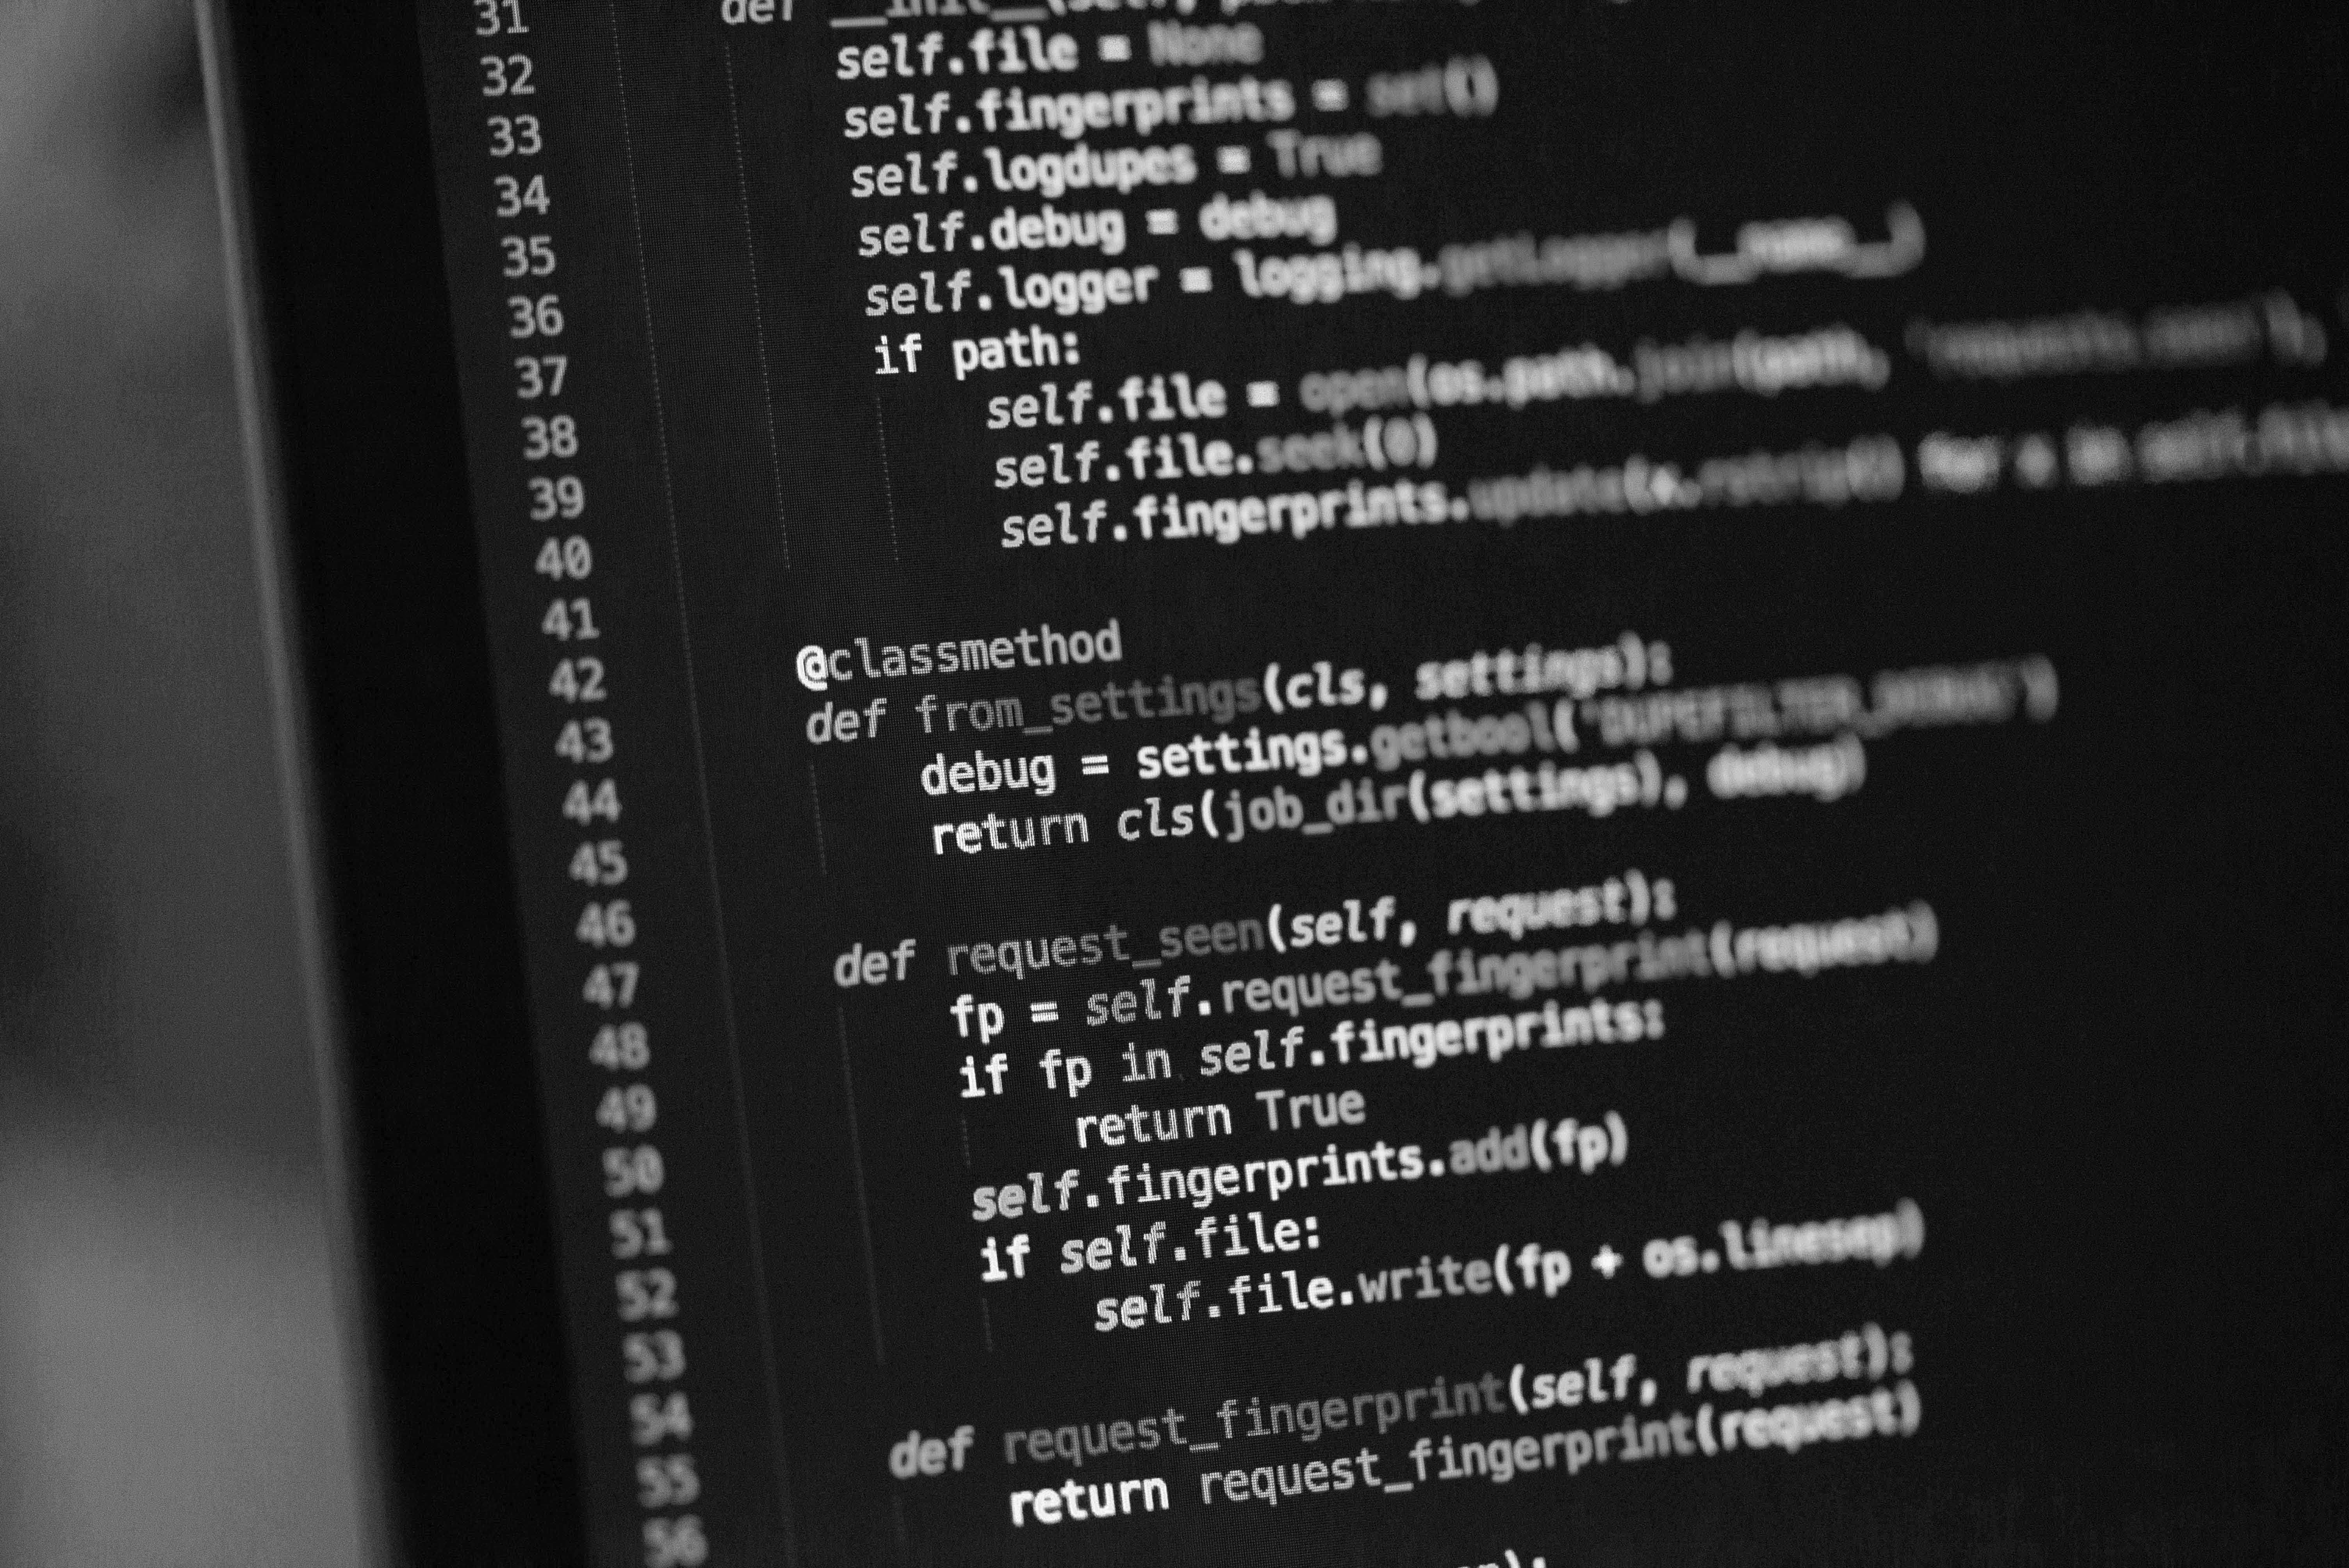 31 def __init__(self,
32 self.file = None
33 self.fingerprints = set()
34 self.logdupes = True
35 self.debug = debug
36 self.logger = logging.getLogger(__name__)
37 if path:
38 self.file = open(os.path.join(path, 'requests.seen'),
39 self.file.seek(0)
40 self.fingerprints.update(x.rstrip() for x in self.file
41
42 @classmethod
43 def from_settings(cls, settings):
44 debug = settings.getbool('DUPEFILTER_DEBUG')
45 return cls(job_dir(settings), debug)
46
47 def request_seen(self, request):
48 fp = self.request_fingerprint(request)
49 if fp in self.fingerprints:
50 return True
51 self.fingerprints.add(fp)
52 if self.file:
53 self.file.write(fp + os.linesep)
54
55 def request_fingerprint(self, request):
56 return request_fingerprint(request)